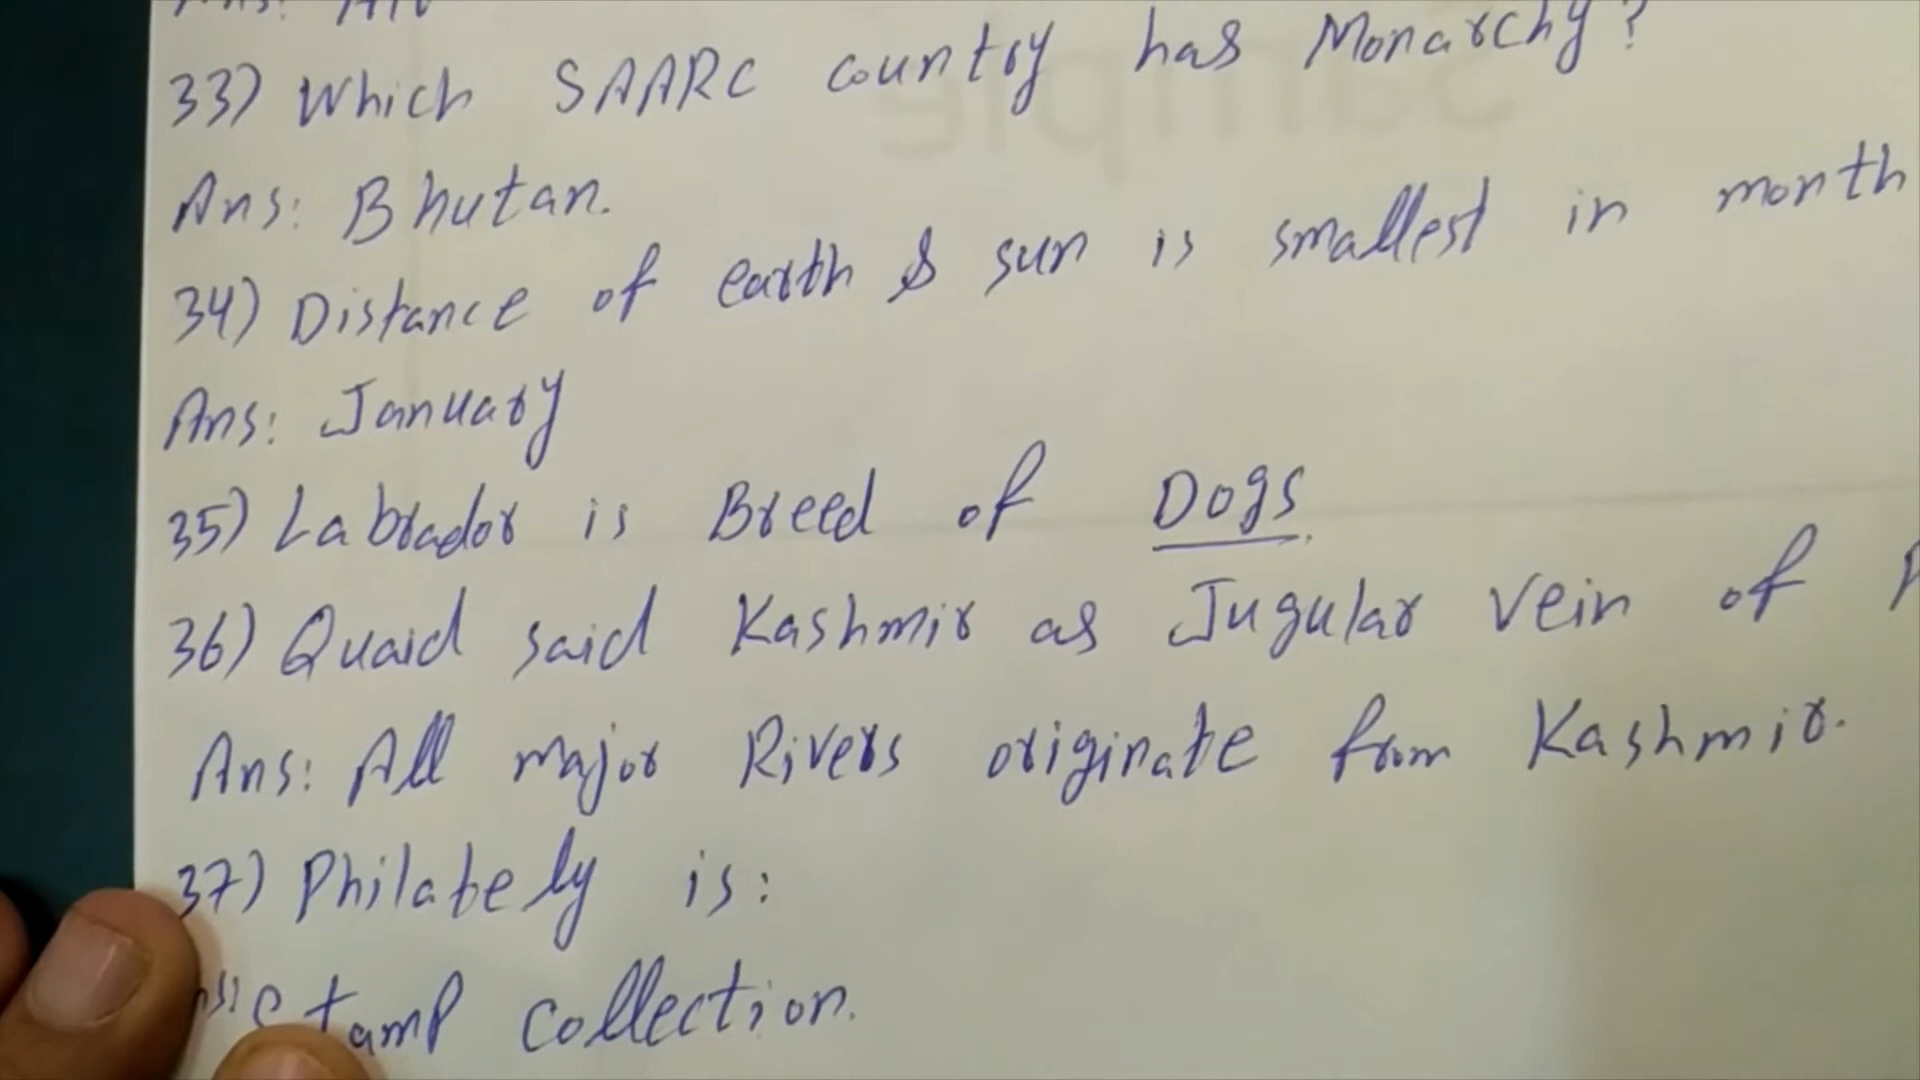 33) Which SAARC country has Monarchy?
Ans: Bhutan.
34) Distance of earth & sun is smallest in month
Ans: January
35) Labrador is Breed of Dogs.
36) Quaid said Kashmir as Jugular vein of
Ans: All major Rivers originate from Kashmir.
37) Philately is:
Stamp collection.